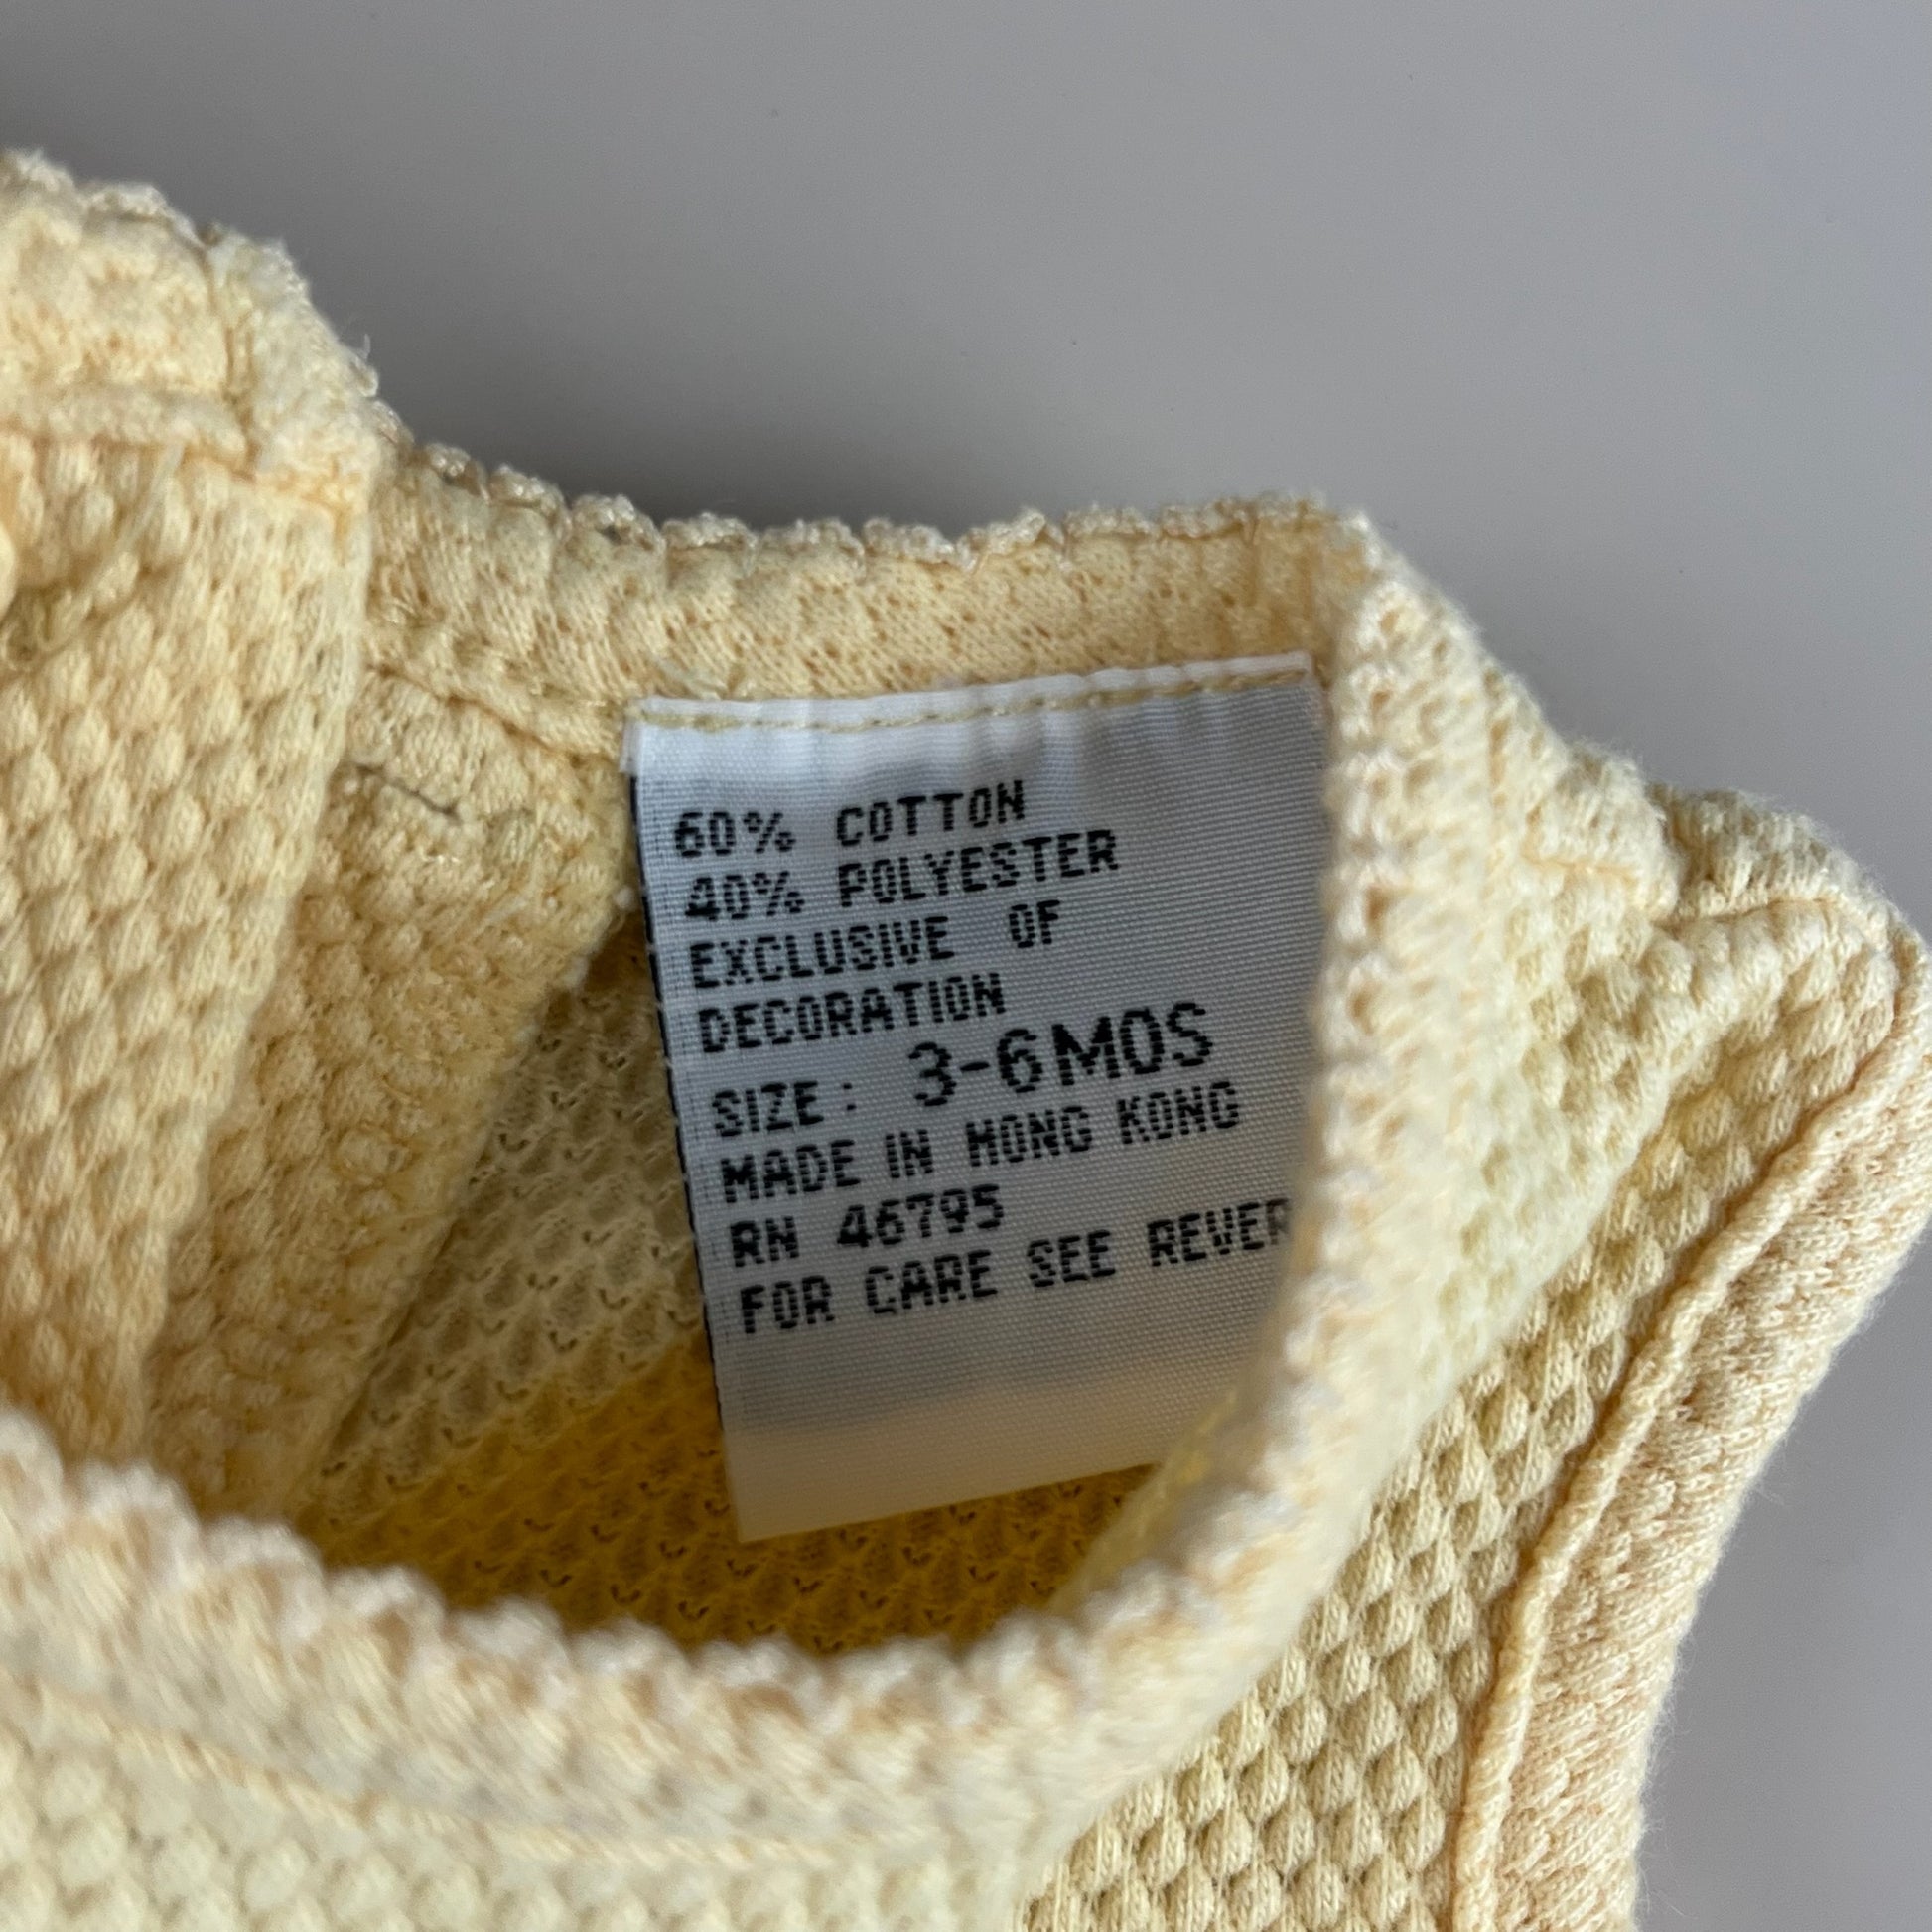 60% COTTON
40% POLYESTER
EXCLUSIVE OF
DECORATION
SIZE: 3-6MOS
MADE IN HONG KONG
RN 46795
FOR CARE SEE REVER